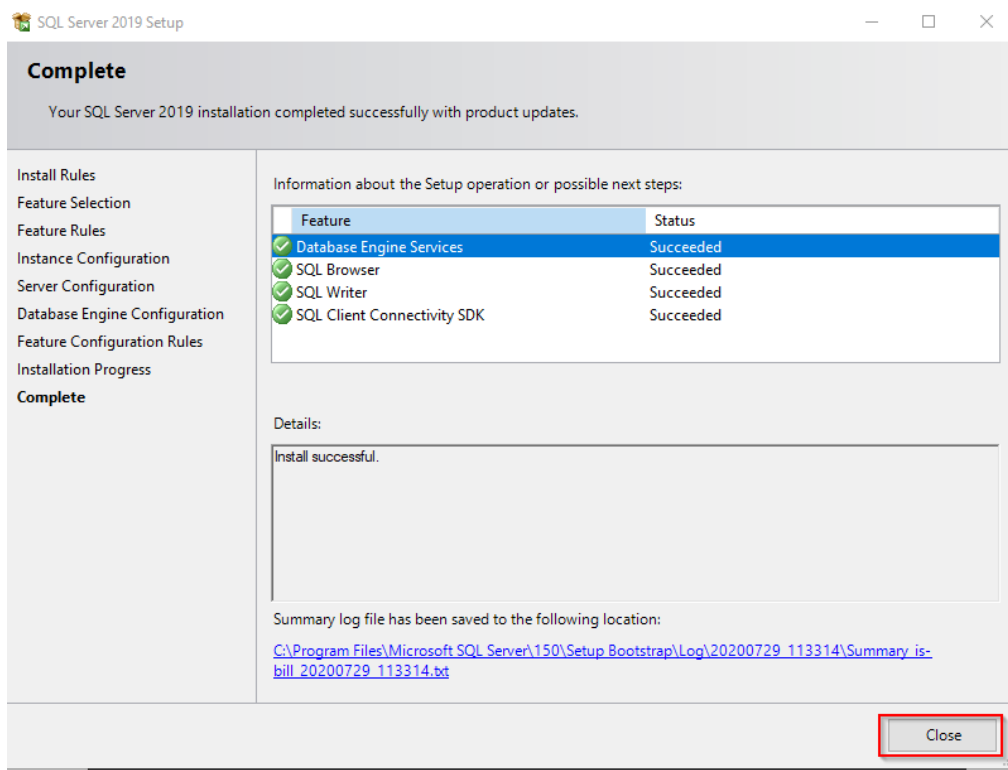 SQL Server 2019 Setup
Complete
Your SQL Server 2019 installation completed successfully with product updates.
Install Rules
Feature Selection
Feature Rules
Instance Configuration
Server Configuration
Database Engine Configuration
Feature Configuration Rules
Installation Progress
Complete
Information about the Setup operation or possible next steps:
Feature Status
Database Engine Services Succeeded
SQL Browser Succeeded
SQL Writer Succeeded
SQL Client Connectivity SDK Succeeded
Details:
Install successful.
Summary log file has been saved to the following location:
C:\Program Files\Microsoft SQL Server\150\Setup Bootstrap\Log\20200729_113314\Summary_is-
bill_20200729_113314.txt
Close